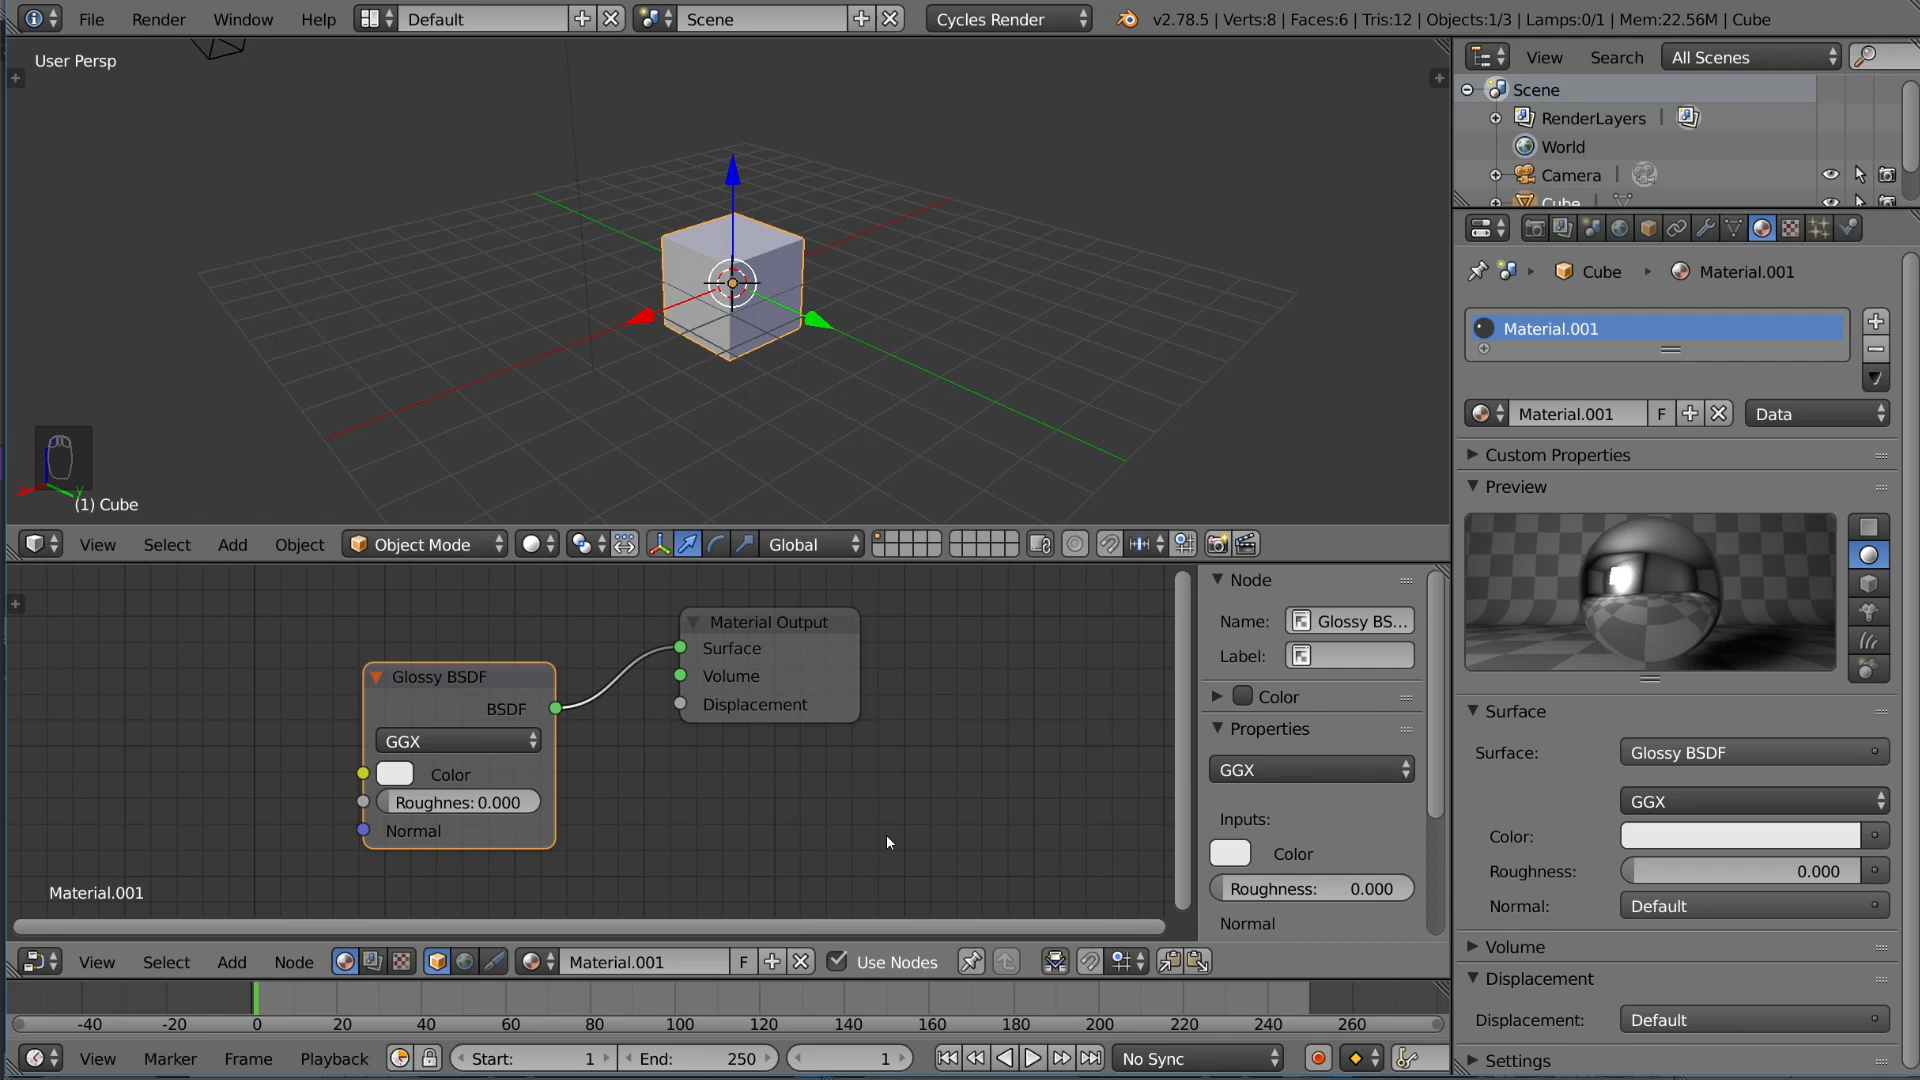 File Render Window Help Default Scene Cycles Render v2.78.5 | Verts:8 | Faces:6 | Tris:12 | Objects:1/3 | Lamps:0/1 | Mem:22.56M | Cube
User Persp
(1) Cube
View Select Add Object Object Mode Global
Glossy BSDF
BSDF
GGX
Color
Roughnes: 0.000
Normal
Material Output
Surface
Volume
Displacement
Material.001
Node
Name: Glossy BS...
Label:
Color
Properties
GGX
Inputs:
Color
Roughness: 0.000
Normal
View Select Add Node Material.001 F Use Nodes
-40 -20 0 20 40 60 80 100 120 140 160 180 200 220 240 260
View Marker Frame Playback Start: 1 End: 250 1 No Sync
View Search All Scenes
Scene
RenderLayers
World
Camera
Cube
Cube Material.001
Material.001
Material.001 F Data
Custom Properties
Preview
Surface
Surface: Glossy BSDF
GGX
Color:
Roughness: 0.000
Normal: Default
Volume
Displacement
Displacement: Default
Settings